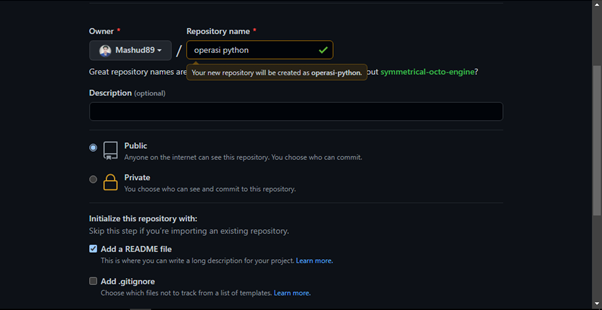 Owner * Repository name *
Mashud89 / operasi python
Great repository names are out symmetrical-octo-engine?
Your new repository will be created as operasi-python.
Description (optional)
Public
Anyone on the internet can see this repository. You choose who can commit.
Private
You choose who can see and commit to this repository.
Initialize this repository with:
Skip this step if you're importing an existing repository.
Add a README file
This is where you can write a long description for your project. Learn more.
Add .gitignore
Choose which files not to track from a list of templates. Learn more.